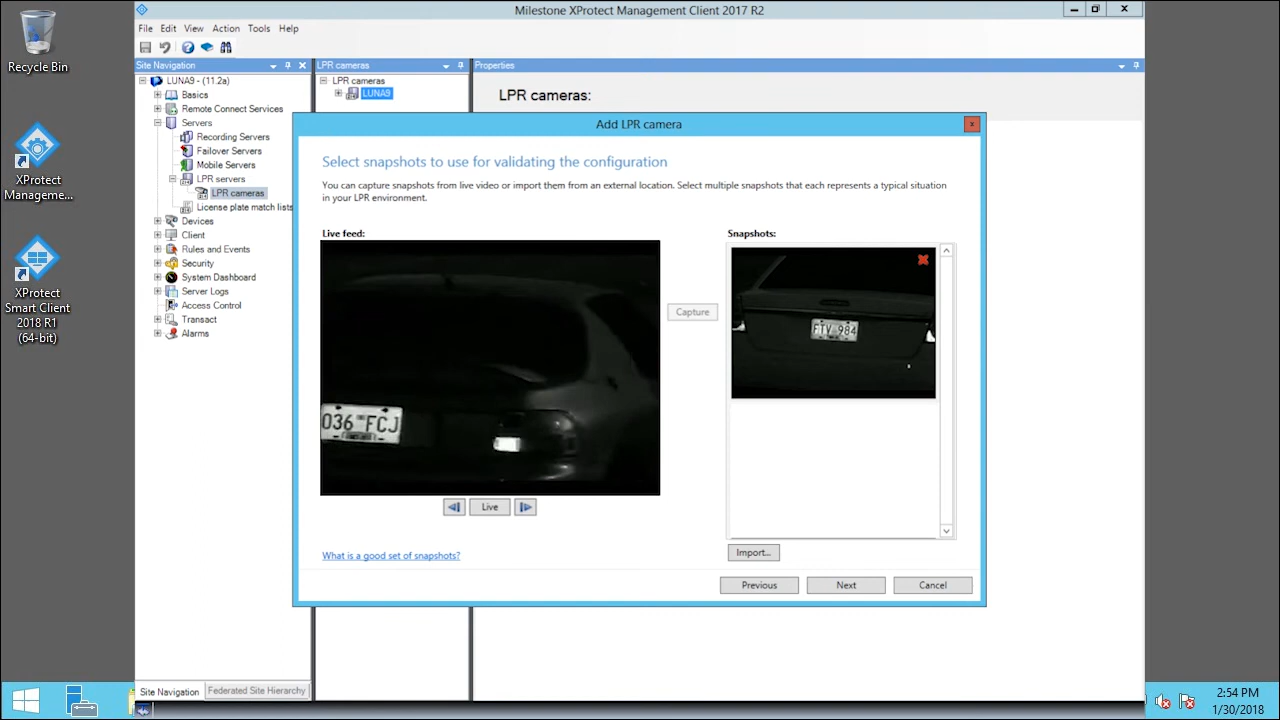 Milestone XProtect Management Client 2017 R2
File Edit View Action Tools Help
Site Navigation
LPR cameras
Properties
LUNA9 - (11.2a)
Basics
Remote Connect Services
Servers
Recording Servers
Failover Servers
Mobile Servers
LPR servers
LPR cameras
License plate match lists
Devices
Client
Rules and Events
Security
System Dashboard
Server Logs
Access Control
Transact
Alarms
Site Navigation
Federated Site Hierarchy
LPR cameras
LUNA9
LPR cameras:
Add LPR camera
x
Select snapshots to use for validating the configuration
You can capture snapshots from live video or import them from an external location. Select multiple snapshots that each represents a typical situation
in your LPR environment.
Live feed:
036 FCJ
Live
Capture
Snapshots:
FTV 984
Import...
What is a good set of snapshots?
Previous
Next
Cancel
Recycle Bin
XProtect
Manageme...
XProtect
Smart Client
2018 R1
(64-bit)
2:54 PM
1/30/2018